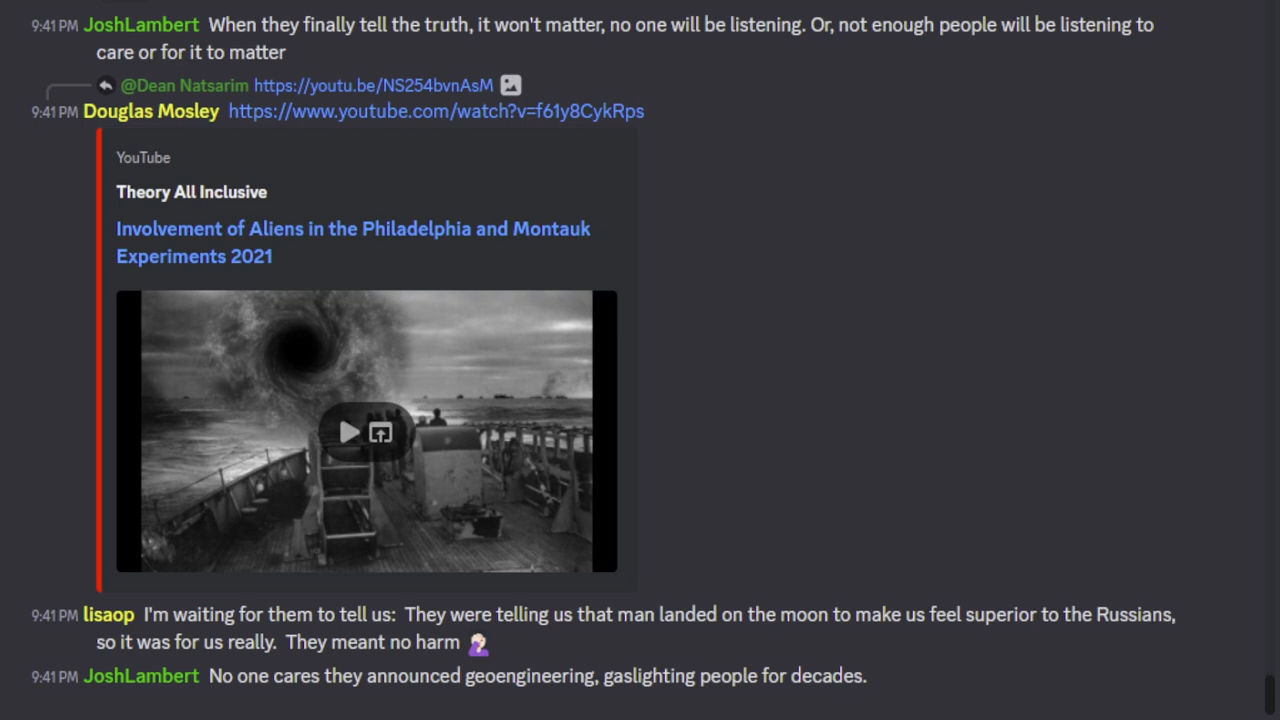 9:41 PM JoshLambert When they finally tell the truth, it won't matter, no one will be listening. Or, not enough people will be listening to
care or for it to matter
@Dean Natsarim https://youtu.be/NS254bvnAsM
9:41 PM Douglas Mosley https://www.youtube.com/watch?v=f61y8CykRps
YouTube
Theory All Inclusive
Involvement of Aliens in the Philadelphia and Montauk
Experiments 2021
9:41 PM lisaop I'm waiting for them to tell us: They were telling us that man landed on the moon to make us feel superior to the Russians,
so it was for us really. They meant no harm 🤦🏻‍♀️
9:41 PM JoshLambert No one cares they announced geoengineering, gaslighting people for decades.